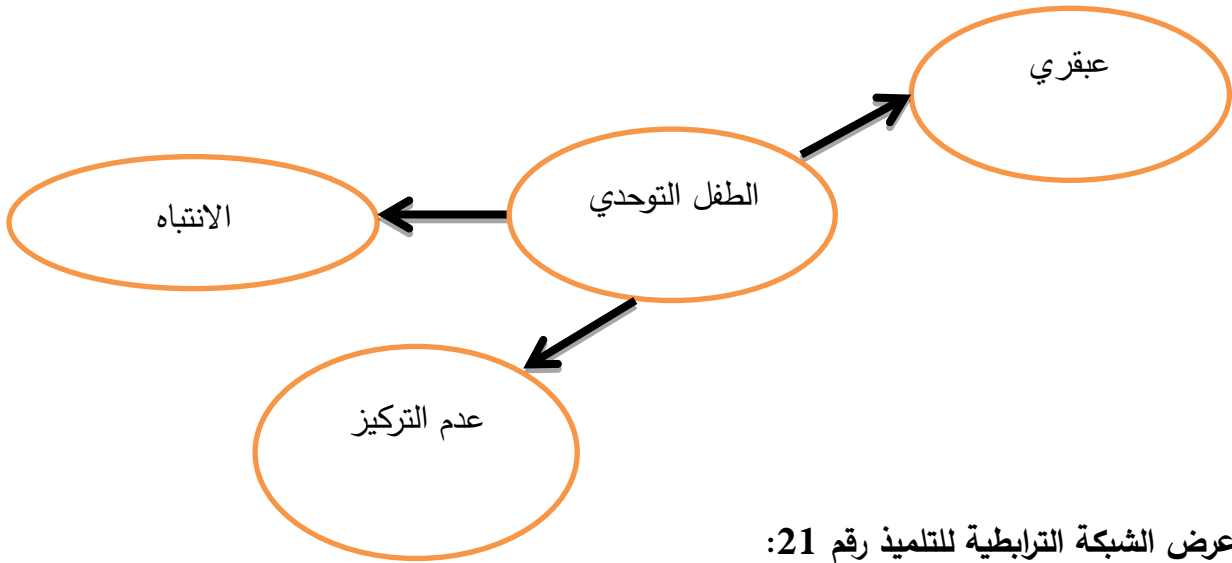 عبقري
الطفل التوحدي
الانتباه
عدم التركيز
عرض الشبكة الترابطية للتلميذ رقم 21: